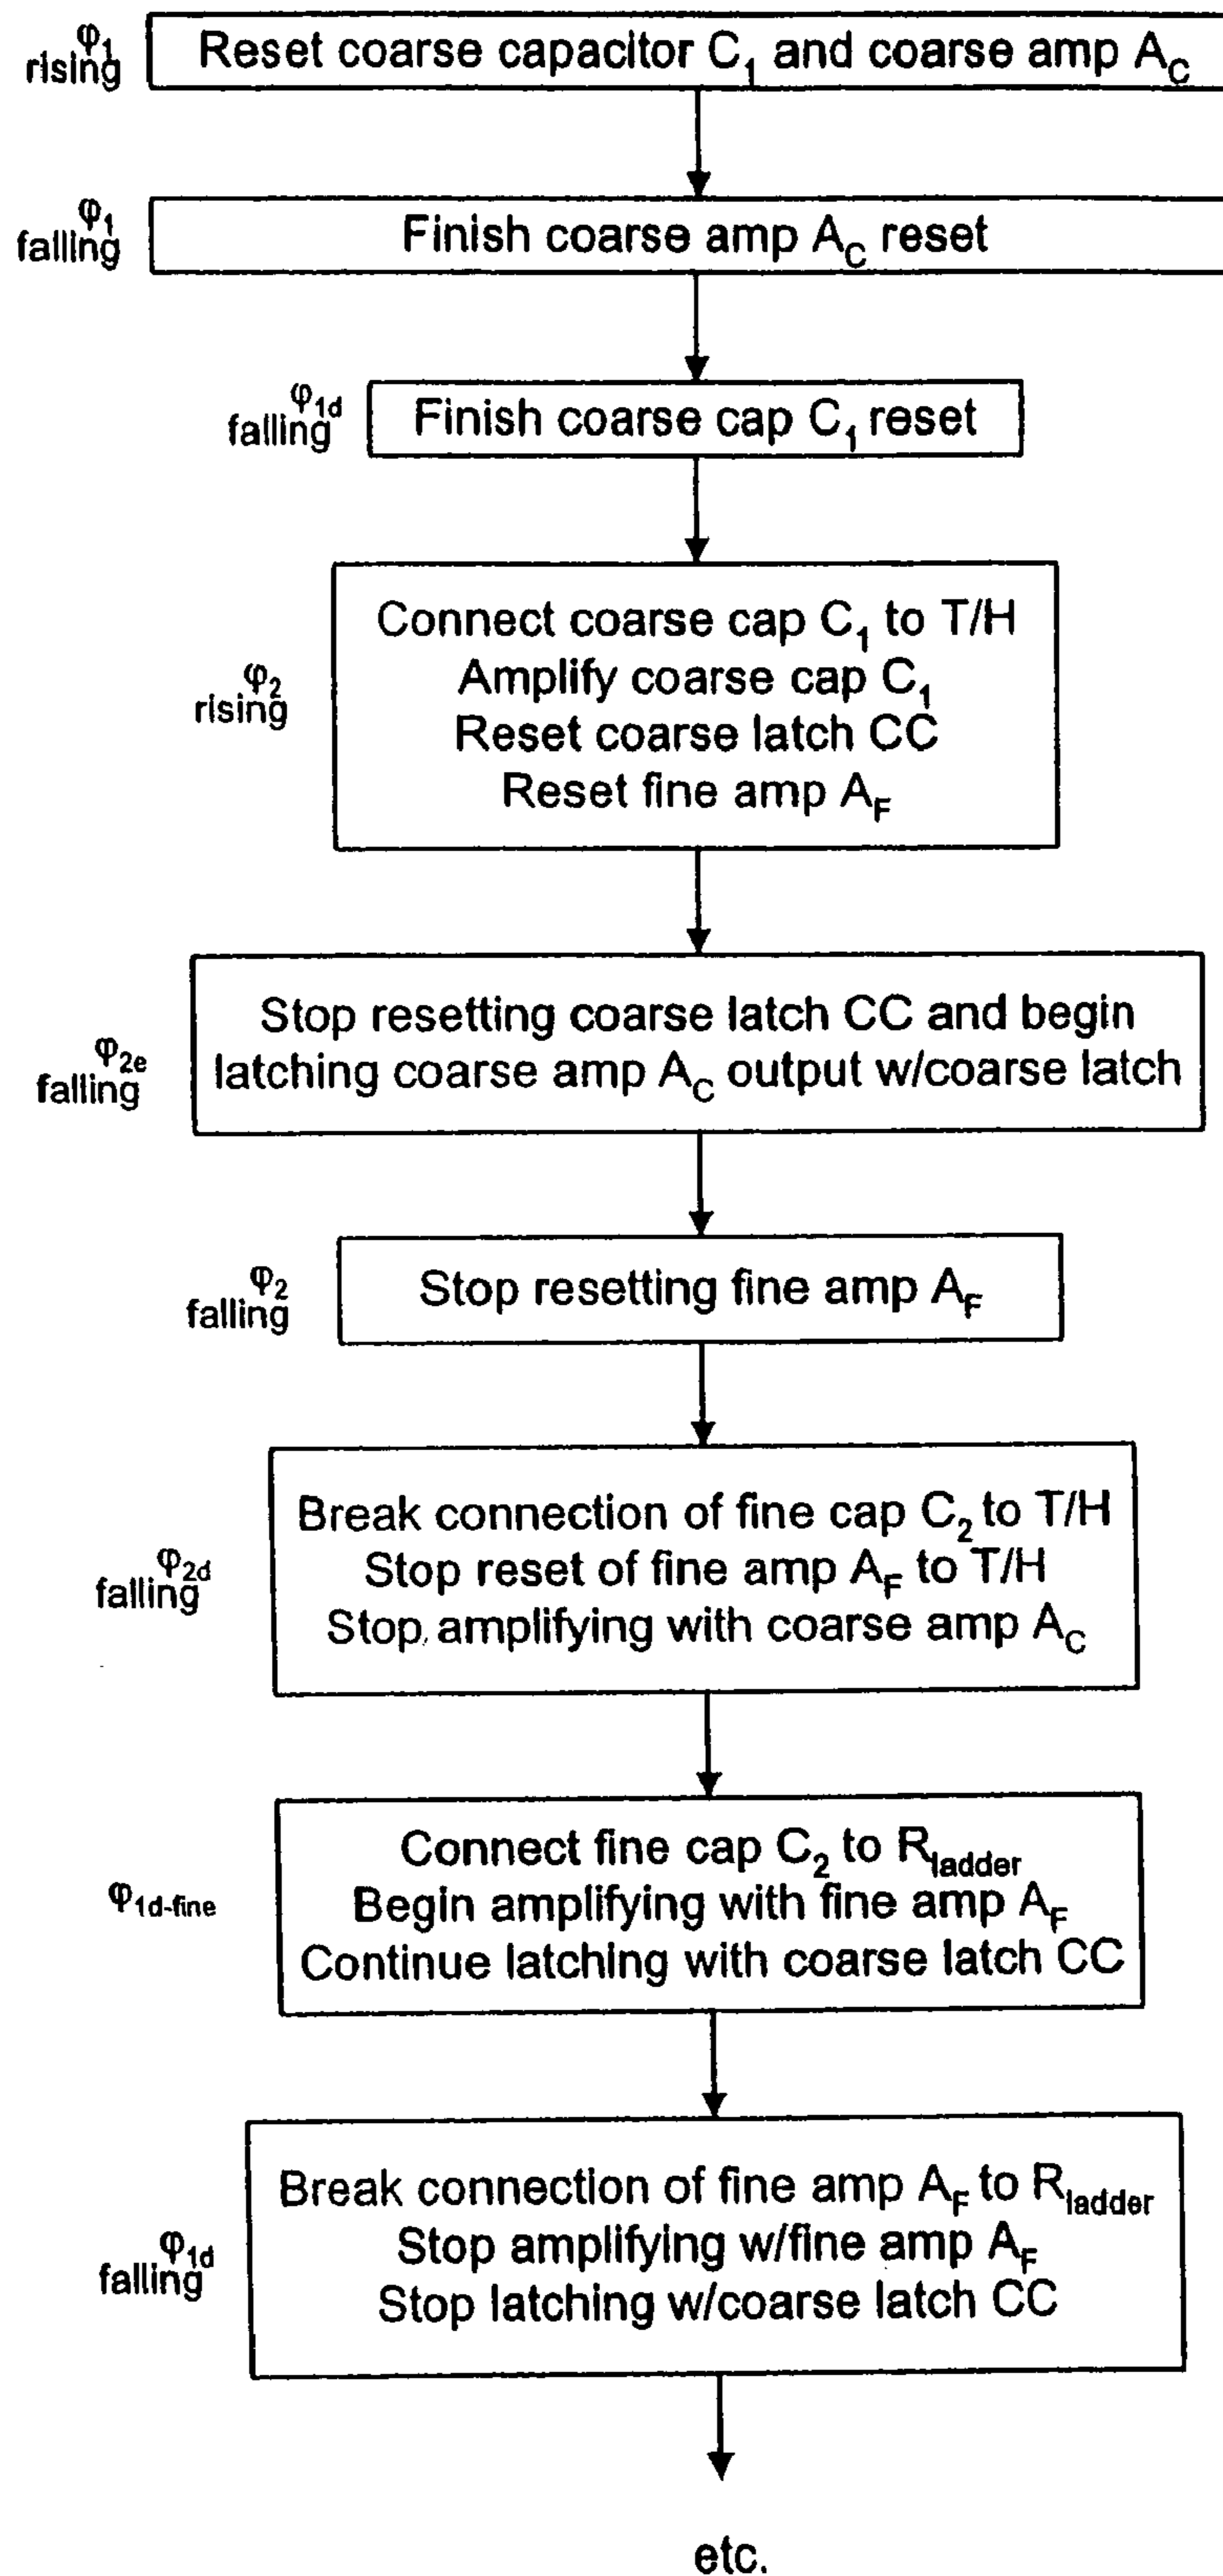 φ1
rising
Reset coarse capacitor C1 and coarse amp AC
φ1
falling
Finish coarse amp AC reset
φ1d
falling
Finish coarse cap C1 reset
φ2
rising
Connect coarse cap C1 to T/H
Amplify coarse cap C1
Reset coarse latch CC
Reset fine amp AF
φ2e
falling
Stop resetting coarse latch CC and begin
latching coarse amp AC output w/coarse latch
φ2
falling
Stop resetting fine amp AF
φ2d
falling
Break connection of fine cap C2 to T/H
Stop reset of fine amp AF to T/H
Stop amplifying with coarse amp AC
φ1d-fine
Connect fine cap C2 to Rladder
Begin amplifying with fine amp AF
Continue latching with coarse latch CC
φ1d
falling
Break connection of fine amp AF to Rladder
Stop amplifying w/fine amp AF
Stop latching w/coarse latch CC
etc.